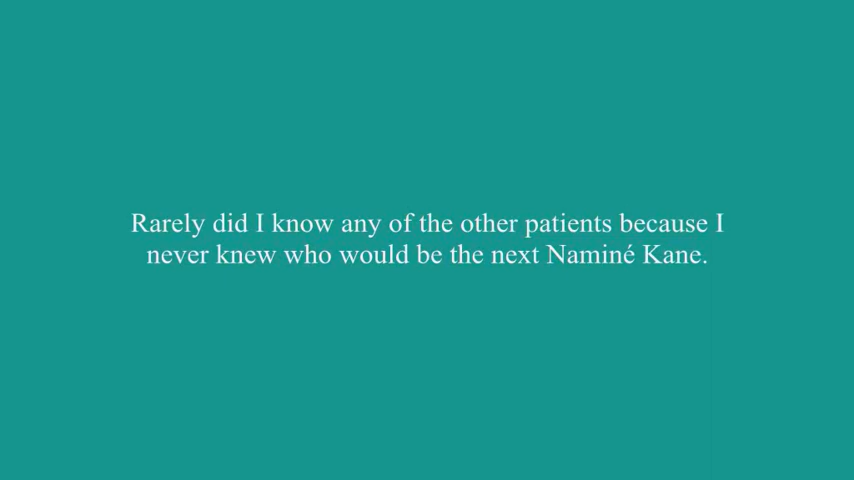 Rarely did I know any of the other patients because I
never knew who would be the next Naminé Kane.